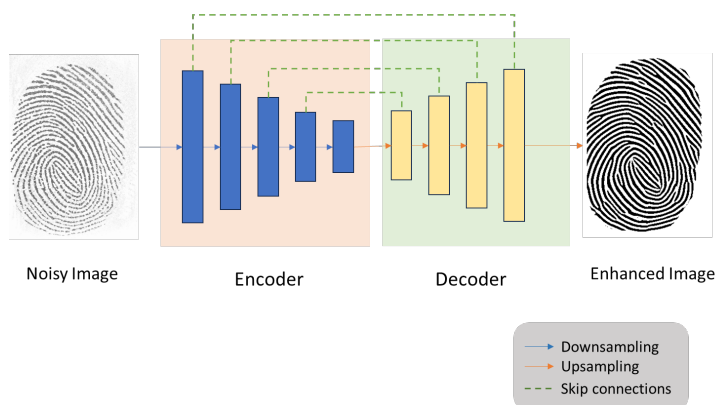 Noisy Image
Encoder
Decoder
Enhanced Image
Downsampling
Upsampling
Skip connections